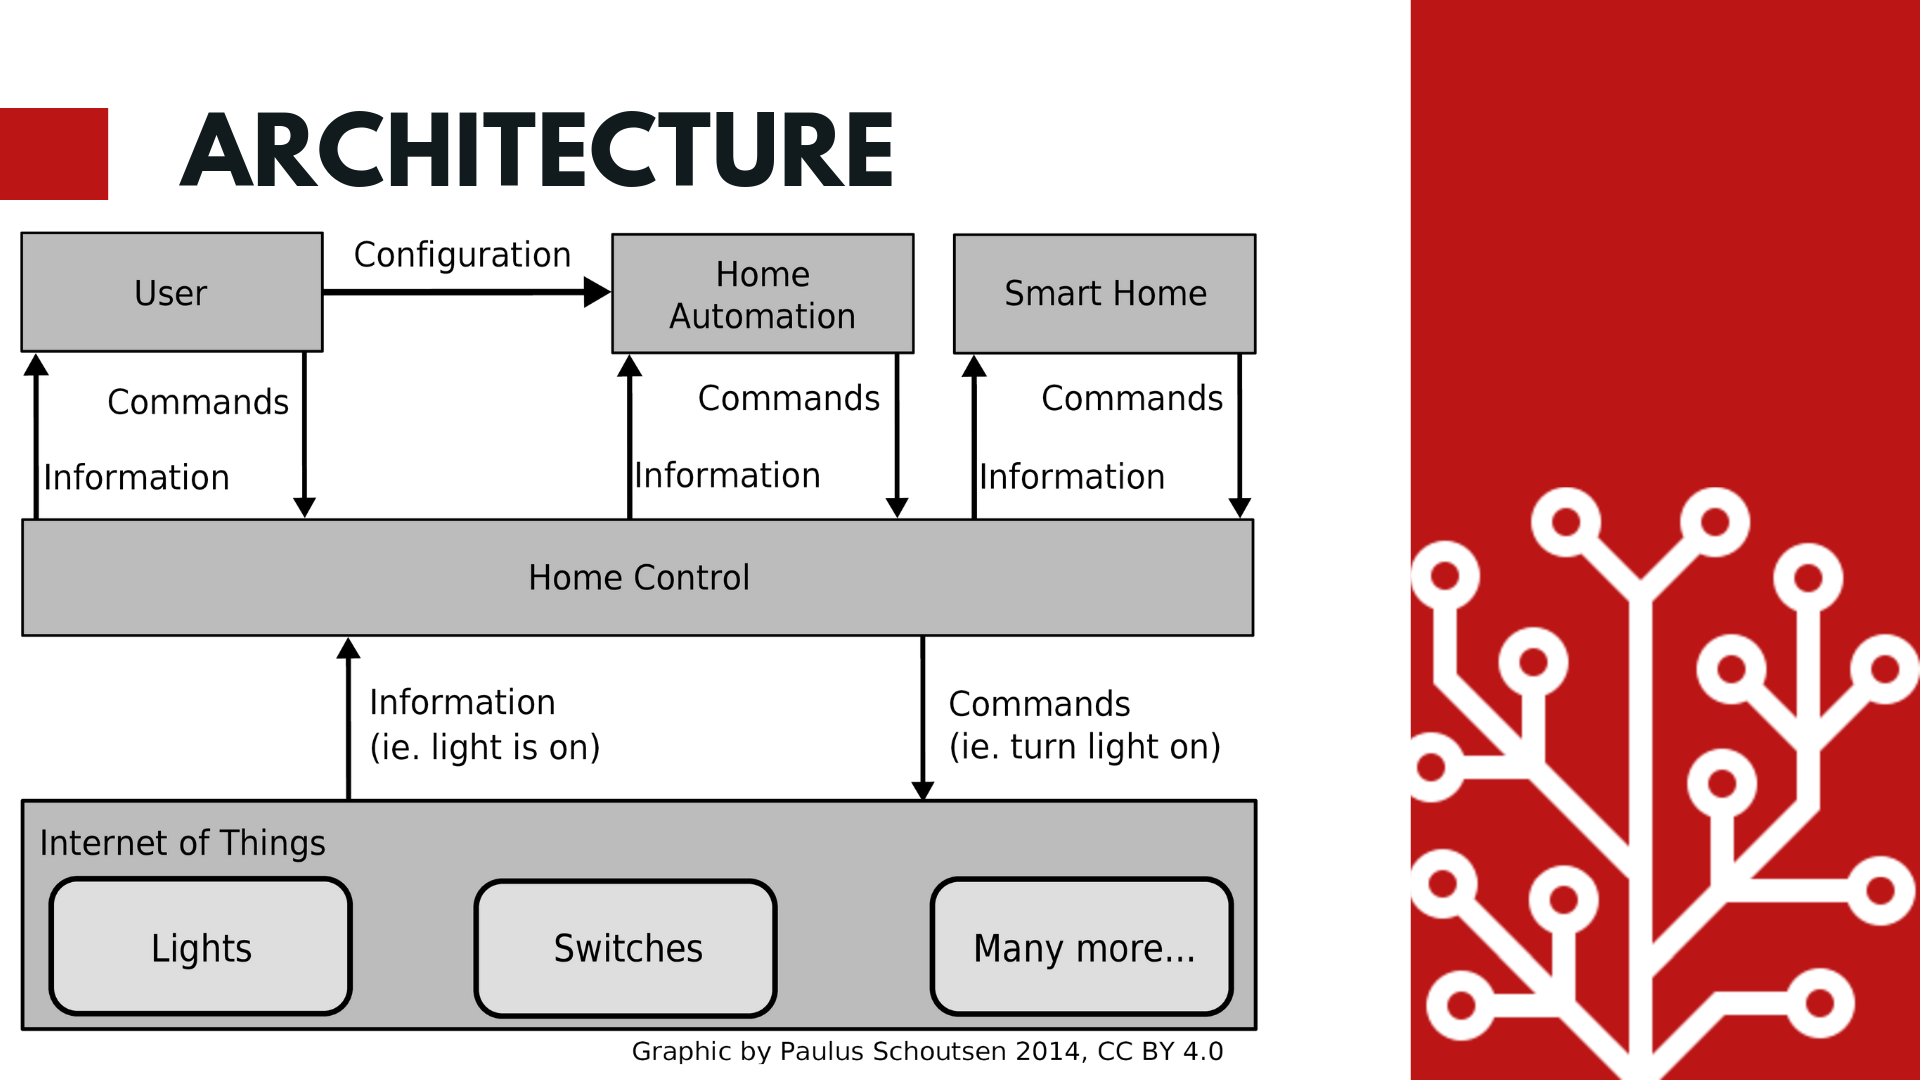 ARCHITECTURE
User
Configuration
Home
Automation
Smart Home
Commands
Information
Commands
Information
Commands
Information
Home Control
Information
(ie. light is on)
Commands
(ie. turn light on)
Internet of Things
Lights
Switches
Many more...
Graphic by Paulus Schoutsen 2014, CC BY 4.0